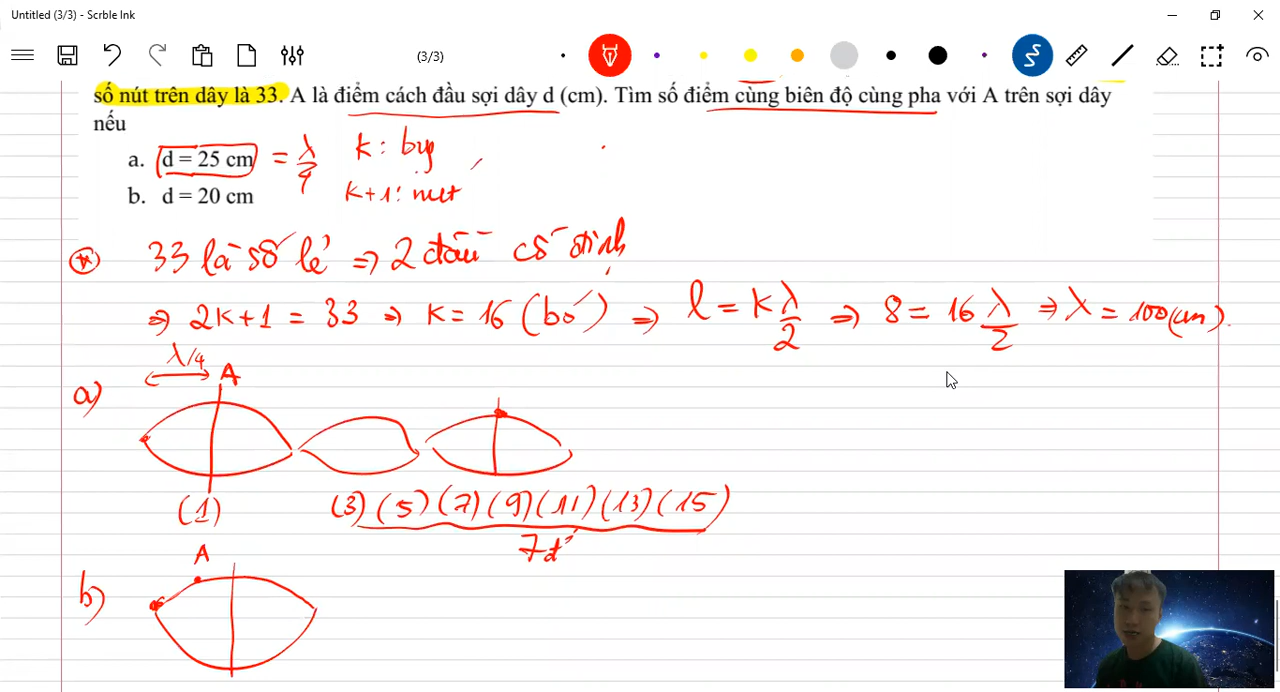 Untitled (3/3) - Scrble Ink
(3/3)
số nút trên dây là 33. A là điểm cách đầu sợi dây d (cm). Tìm số điểm cùng biên độ cùng pha với A trên sợi dây
nếu
a. d = 25 cm = λ/4 k: bụng
b. d = 20 cm k+1: nút
33 là số lẻ ⇒ 2 đầu cố định
⇒ 2k+1 = 33 ⇒ k = 16 (bó) ⇒ l = k λ/2 ⇒ 8 = 16 λ/2 ⇒ λ = 100 (cm).
λ/4 A
a)
(1) (3) (5) (7) (9) (11) (13) (15)
7đ
A
b)